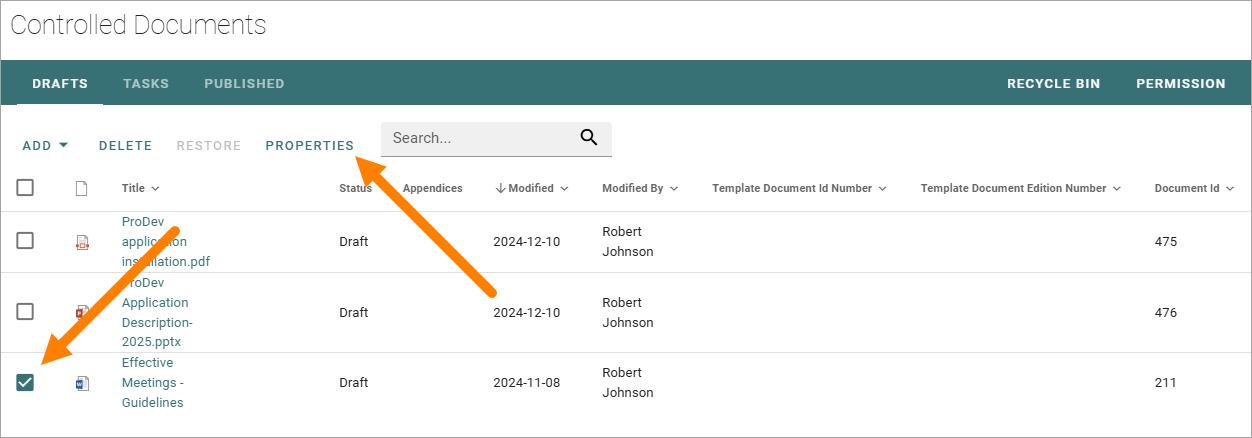 Controlled Documents
DRAFTS TASKS PUBLISHED RECYCLE BIN PERMISSION
ADD DELETE RESTORE PROPERTIES Search...
Title Status Appendices Modified Modified By Template Document Id Number Template Document Edition Number Document Id
ProDev
application
installation.pdf
Draft 2024-12-10 Robert
Johnson
475
ProDev
Application
Description-
2025.pptx
Draft 2024-12-10 Robert
Johnson
476
Effective
Meetings -
Guidelines
Draft 2024-11-08 Robert
Johnson
211